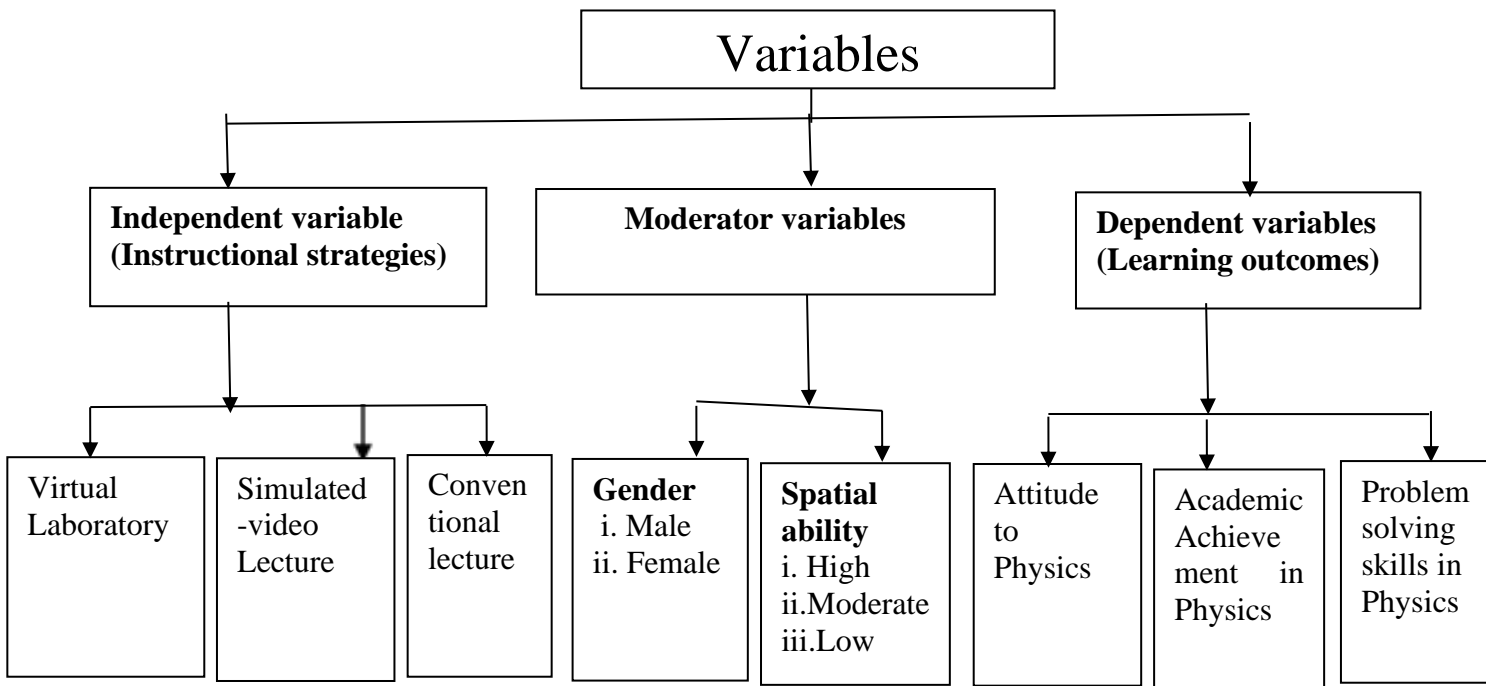 Variables
Independent variable
(Instructional strategies)
Moderator variables
Dependent variables
(Learning outcomes)
Virtual
Laboratory
Simulated
-video
Lecture
Conven
tional
lecture
Gender
i. Male
ii. Female
Spatial
ability
i. High
ii.Moderate
iii.Low
Attitude
to
Physics
Academic
Achieve
ment in
Physics
Problem
solving
skills in
Physics